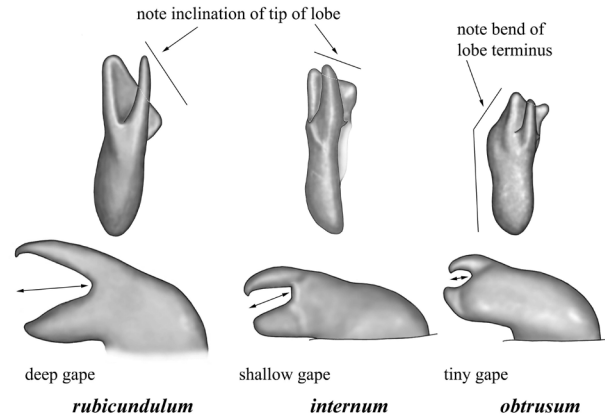 note inclination of tip of lobe
note bend of
lobe terminus
deep gape
shallow gape
tiny gape
rubicundulum
internum
obtrusum